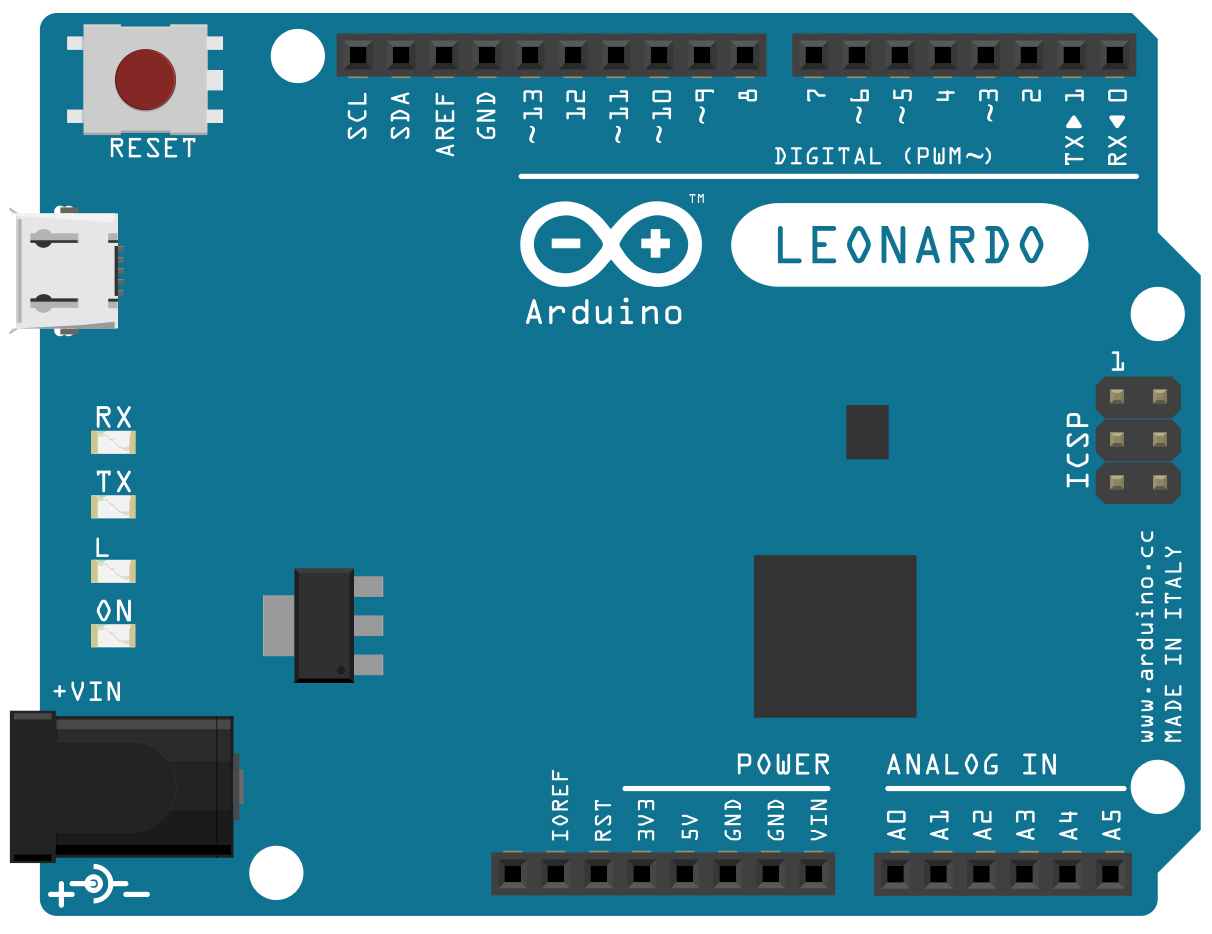 RESET
SCL
SDA
AREF
GND
~13
12
~11
~10
~9
8
7
~6
~5
4
~3
2
TX▶1
RX◀0
DIGITAL (PWM~)
TM
LEONARDO
Arduino
1
ICSP
RX
TX
L
ON
+VIN
www.arduino.cc
MADE IN ITALY
POWER
ANALOG IN
IOREF
RST
3V3
5V
GND
GND
VIN
A0
A1
A2
A3
A4
A5